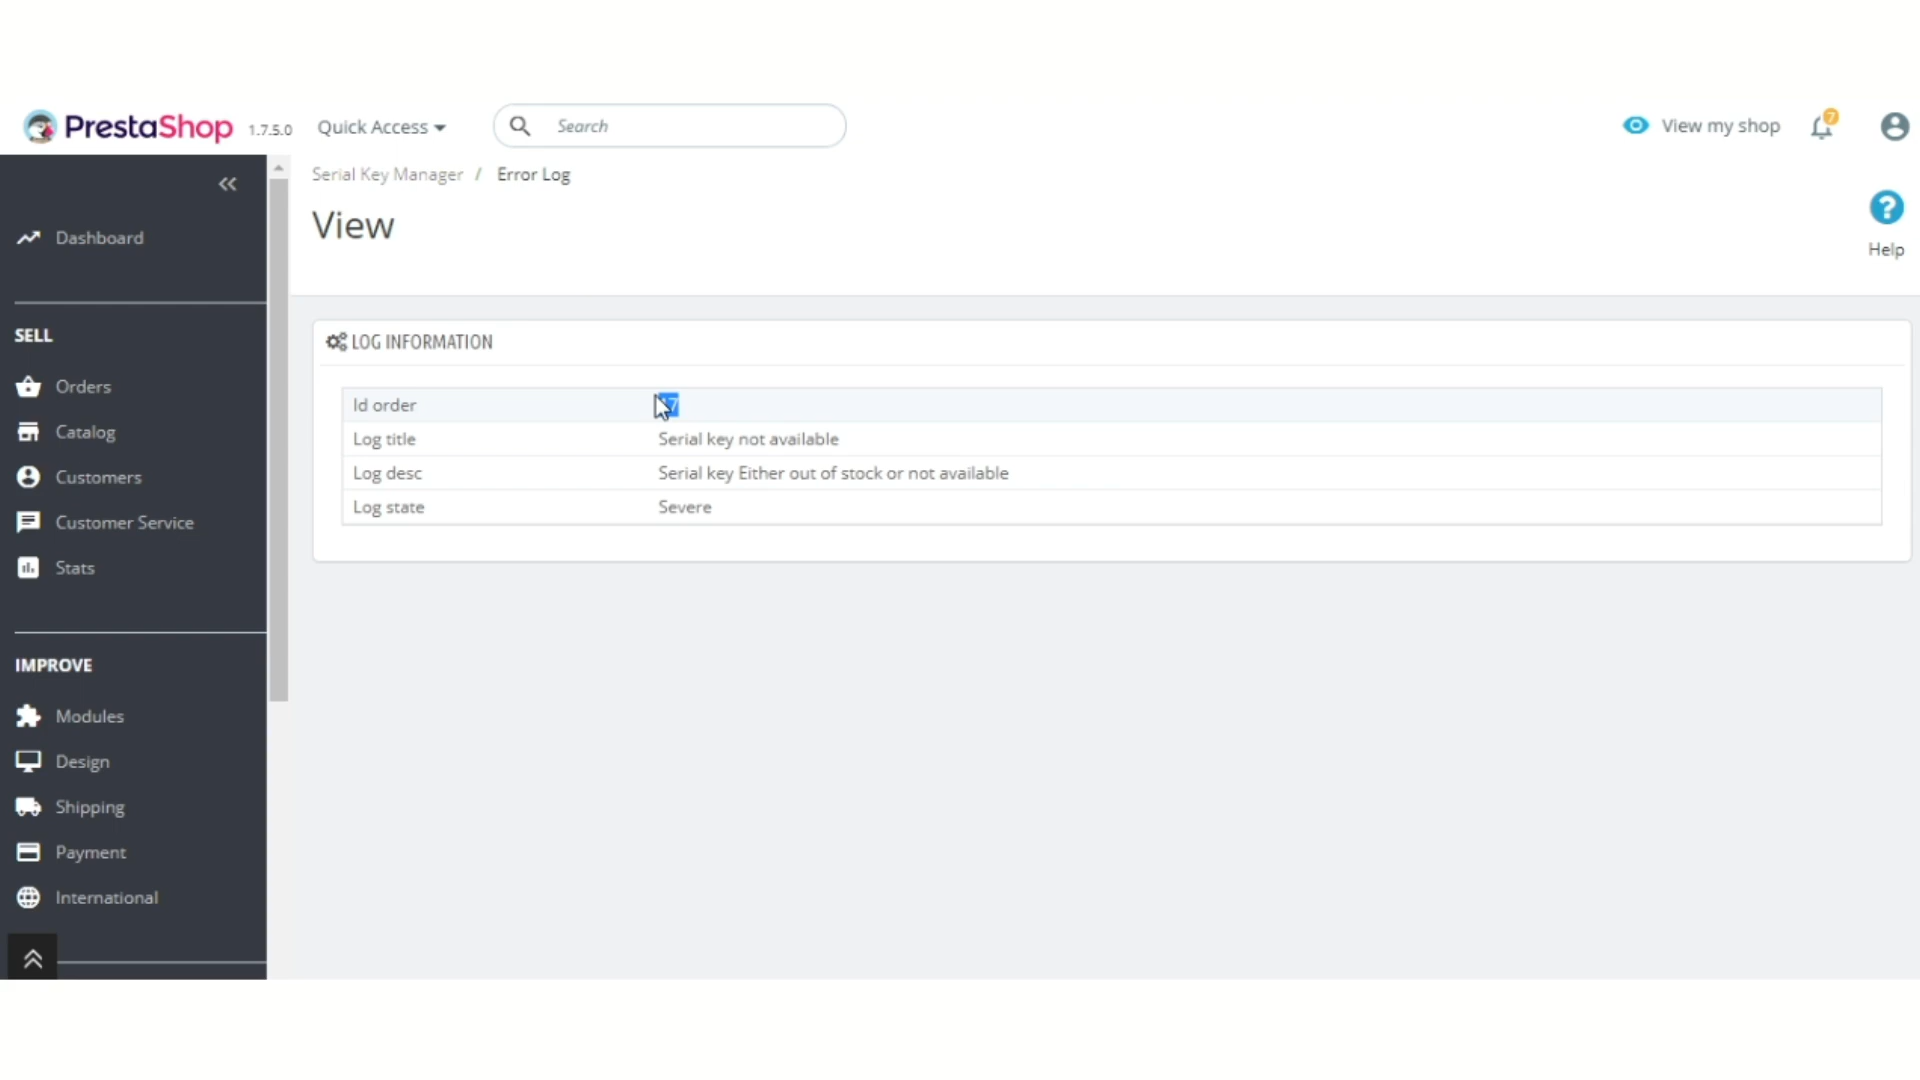 PrestaShop 1.7.5.0 Quick Access Search View my shop 7
Serial Key Manager / Error Log
View
Help
Dashboard
SELL
Orders
Catalog
Customers
Customer Service
Stats
IMPROVE
Modules
Design
Shipping
Payment
International
LOG INFORMATION
Id order
Log title Serial key not available
Log desc Serial key Either out of stock or not available
Log state Severe